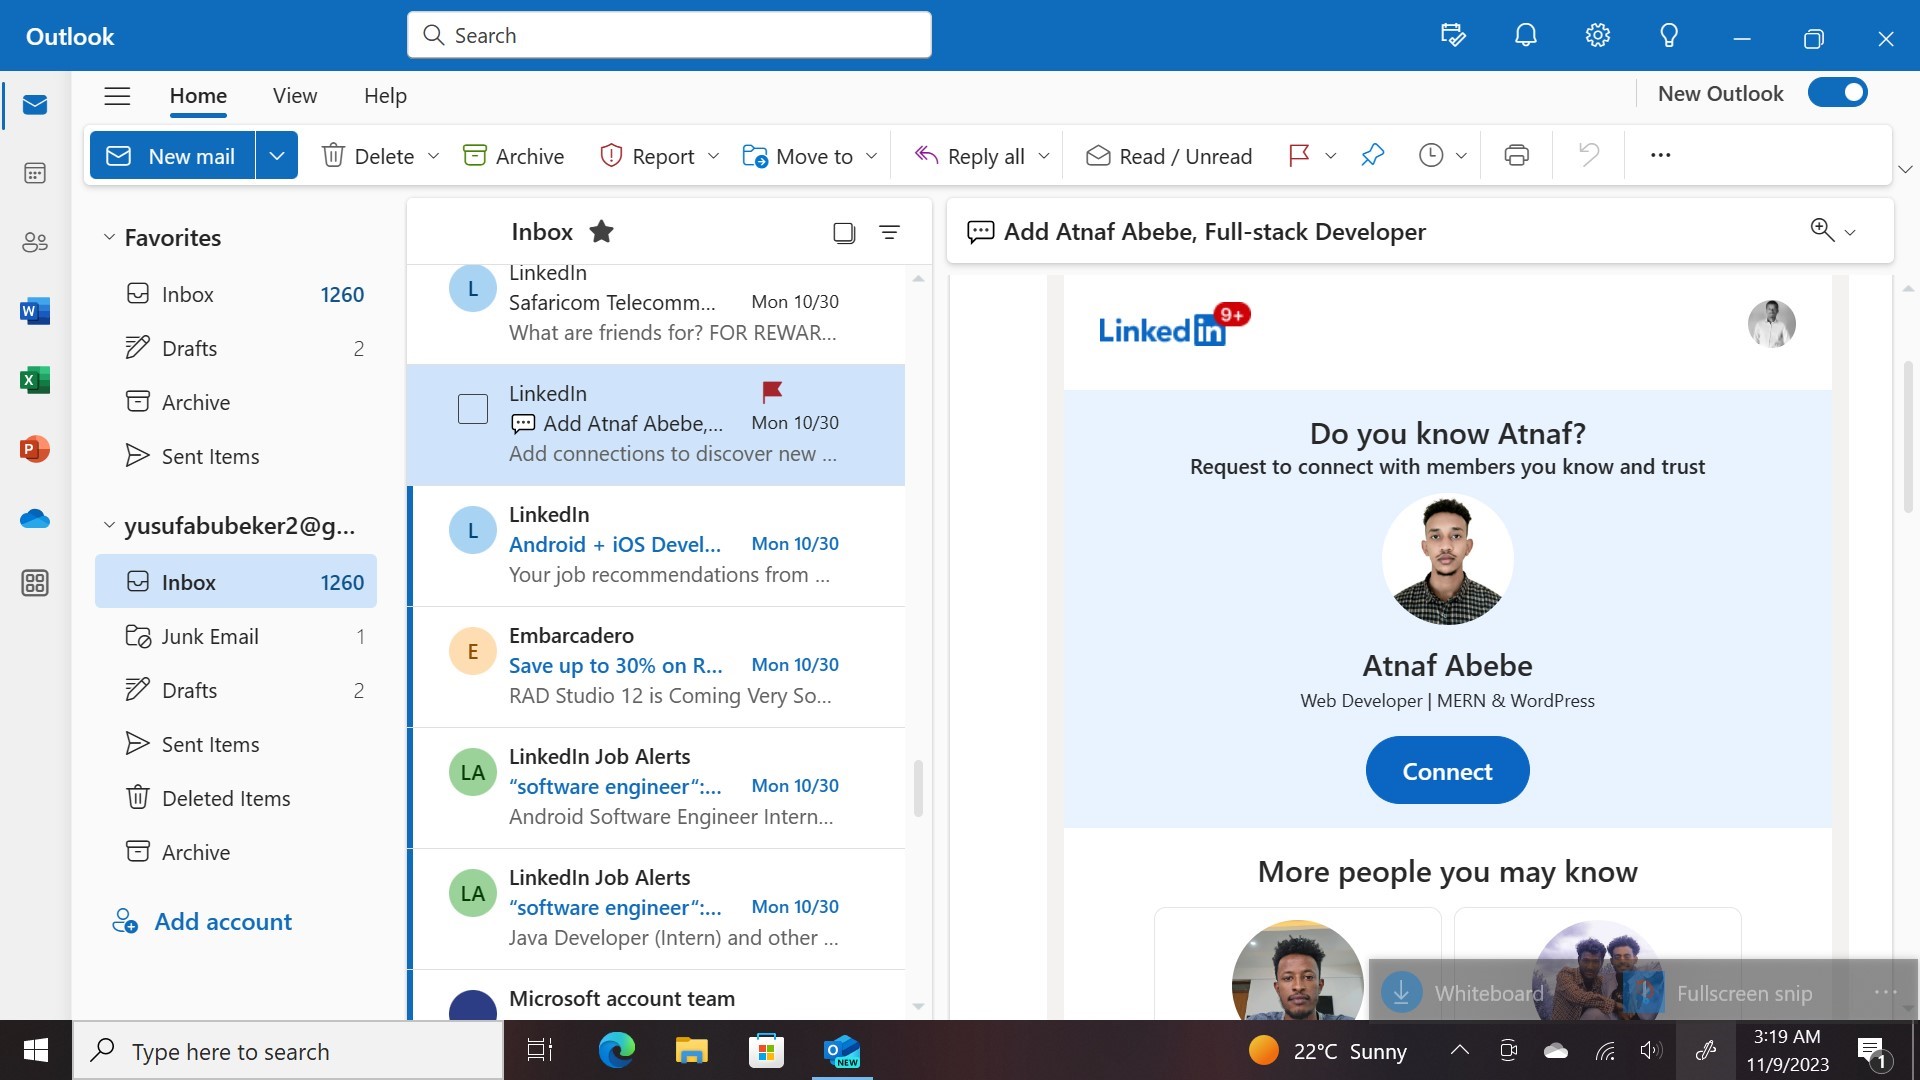 Outlook
Search
Home
View
Help
New Outlook
New mail
Delete
Archive
Report
Move to
Reply all
Read / Unread
Favorites
Inbox 1260
Drafts 2
Archive
Sent Items
yusufabubeker2@g...
Inbox 1260
Junk Email 1
Drafts 2
Sent Items
Deleted Items
Archive
Add account
Inbox
L
LinkedIn
Safaricom Telecomm... Mon 10/30
What are friends for? FOR REWAR...
LinkedIn
Add Atnaf Abebe,... Mon 10/30
Add connections to discover new ...
L
LinkedIn
Android + iOS Devel... Mon 10/30
Your job recommendations from ...
E
Embarcadero
Save up to 30% on R... Mon 10/30
RAD Studio 12 is Coming Very So...
LA
LinkedIn Job Alerts
“software engineer“:... Mon 10/30
Android Software Engineer Intern...
LA
LinkedIn Job Alerts
“software engineer“:... Mon 10/30
Java Developer (Intern) and other ...
Microsoft account team
Add Atnaf Abebe, Full-stack Developer
Linked in 9+
Do you know Atnaf?
Request to connect with members you know and trust
Atnaf Abebe
Web Developer | MERN & WordPress
Connect
More people you may know
Whiteboard
Fullscreen snip
Type here to search
NEW
22°C Sunny
3:19 AM
11/9/2023
1